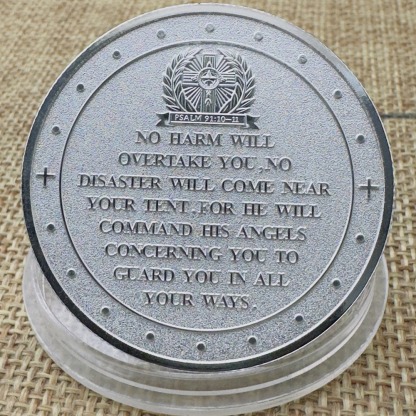 PSALM 91:10-11
NO HARM WILL
OVERTAKE YOU, NO
DISASTER WILL COME NEAR
YOUR TENT, FOR HE WILL
COMMAND HIS ANGELS
CONCERNING YOU TO
GUARD YOU IN ALL
YOUR WAYS.